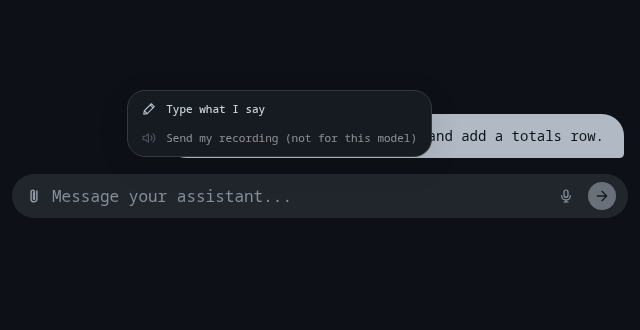 Type what I say
Send my recording (not for this model)
and add a totals row.
Message your assistant...